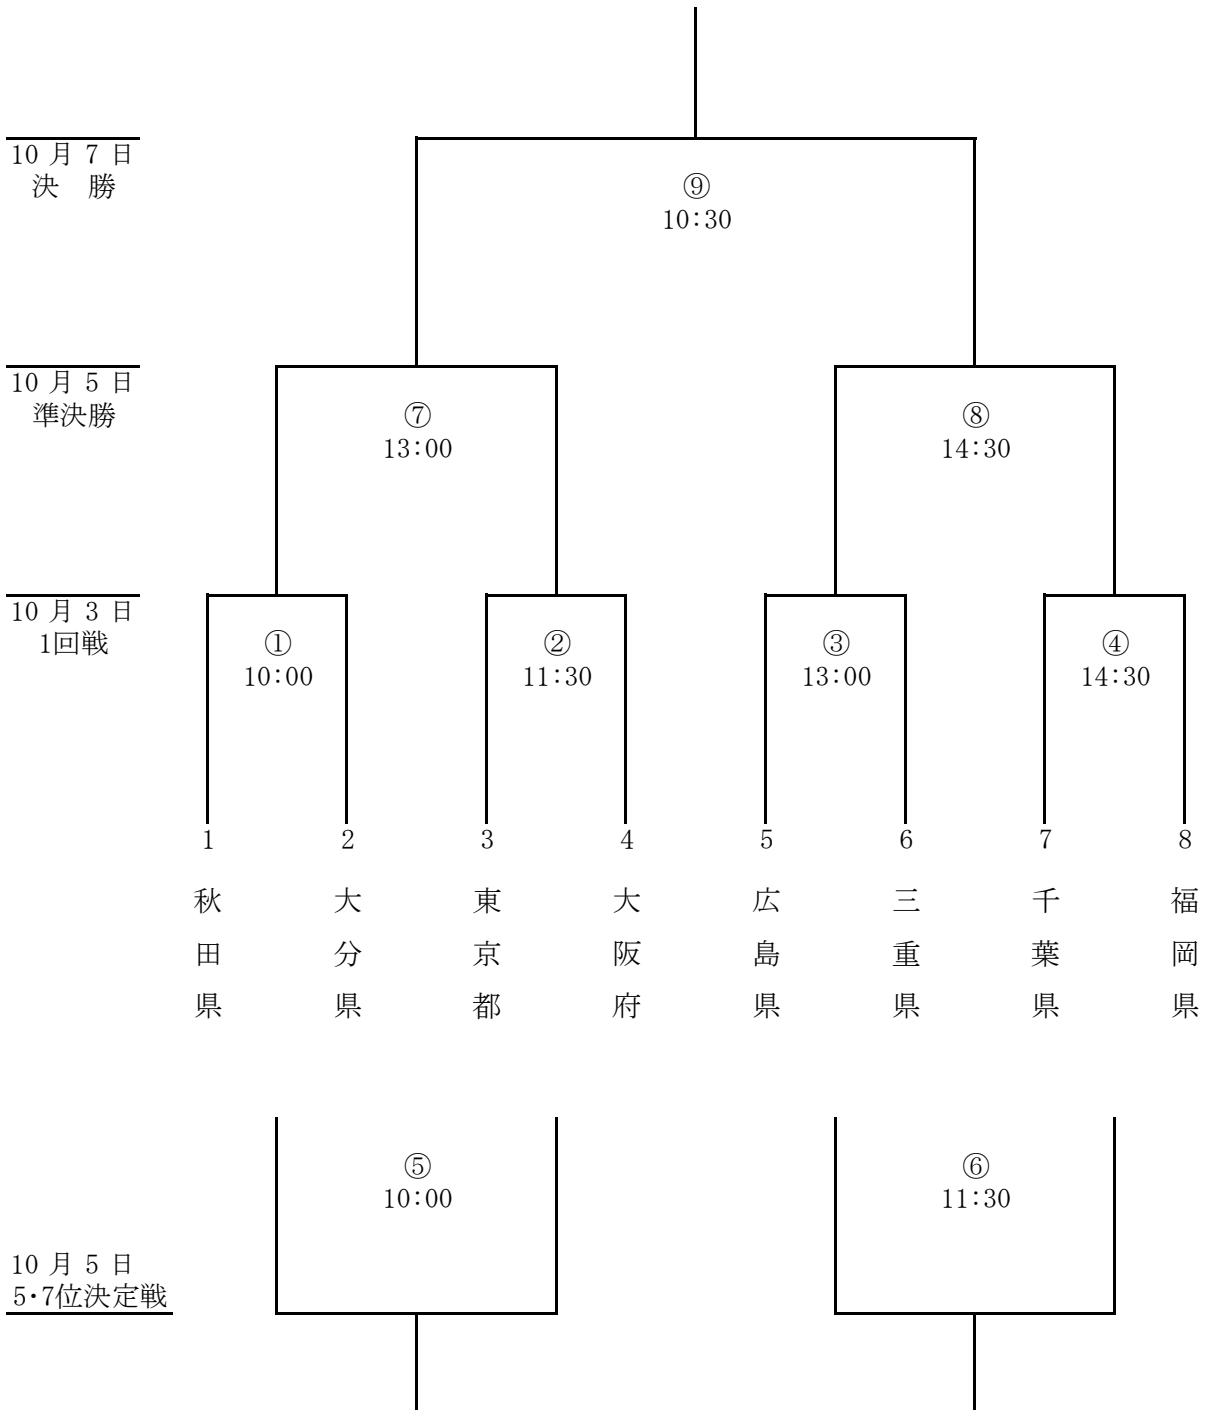 10 月 7 日
決 勝
⑨
10:30
10 月 5 日
準決勝
⑦
13:00
⑧
14:30
10 月 3 日
1回戦
①
10:00
②
11:30
③
13:00
④
14:30
1
2
3
4
5
6
7
8
秋田県
大分県
東京都
大阪府
広島県
三重県
千葉県
福岡県
⑤
10:00
⑥
11:30
10 月 5 日
5・7位決定戦